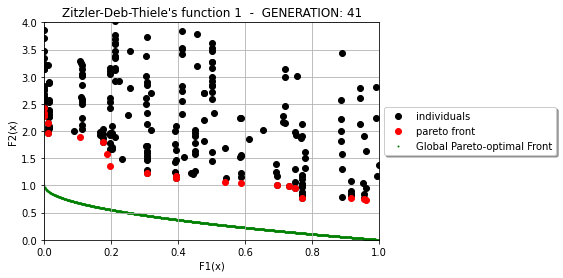 Zitzler-Deb-Thiele's function 1 - GENERATION: 41
4.0
3.5
3.0
2.5
2.0
1.5
1.0
0.5
0.0
F2(x)
0.0 0.2 0.4 0.6 0.8 1.0
F1(x)
individuals
pareto front
Global Pareto-optimal Front